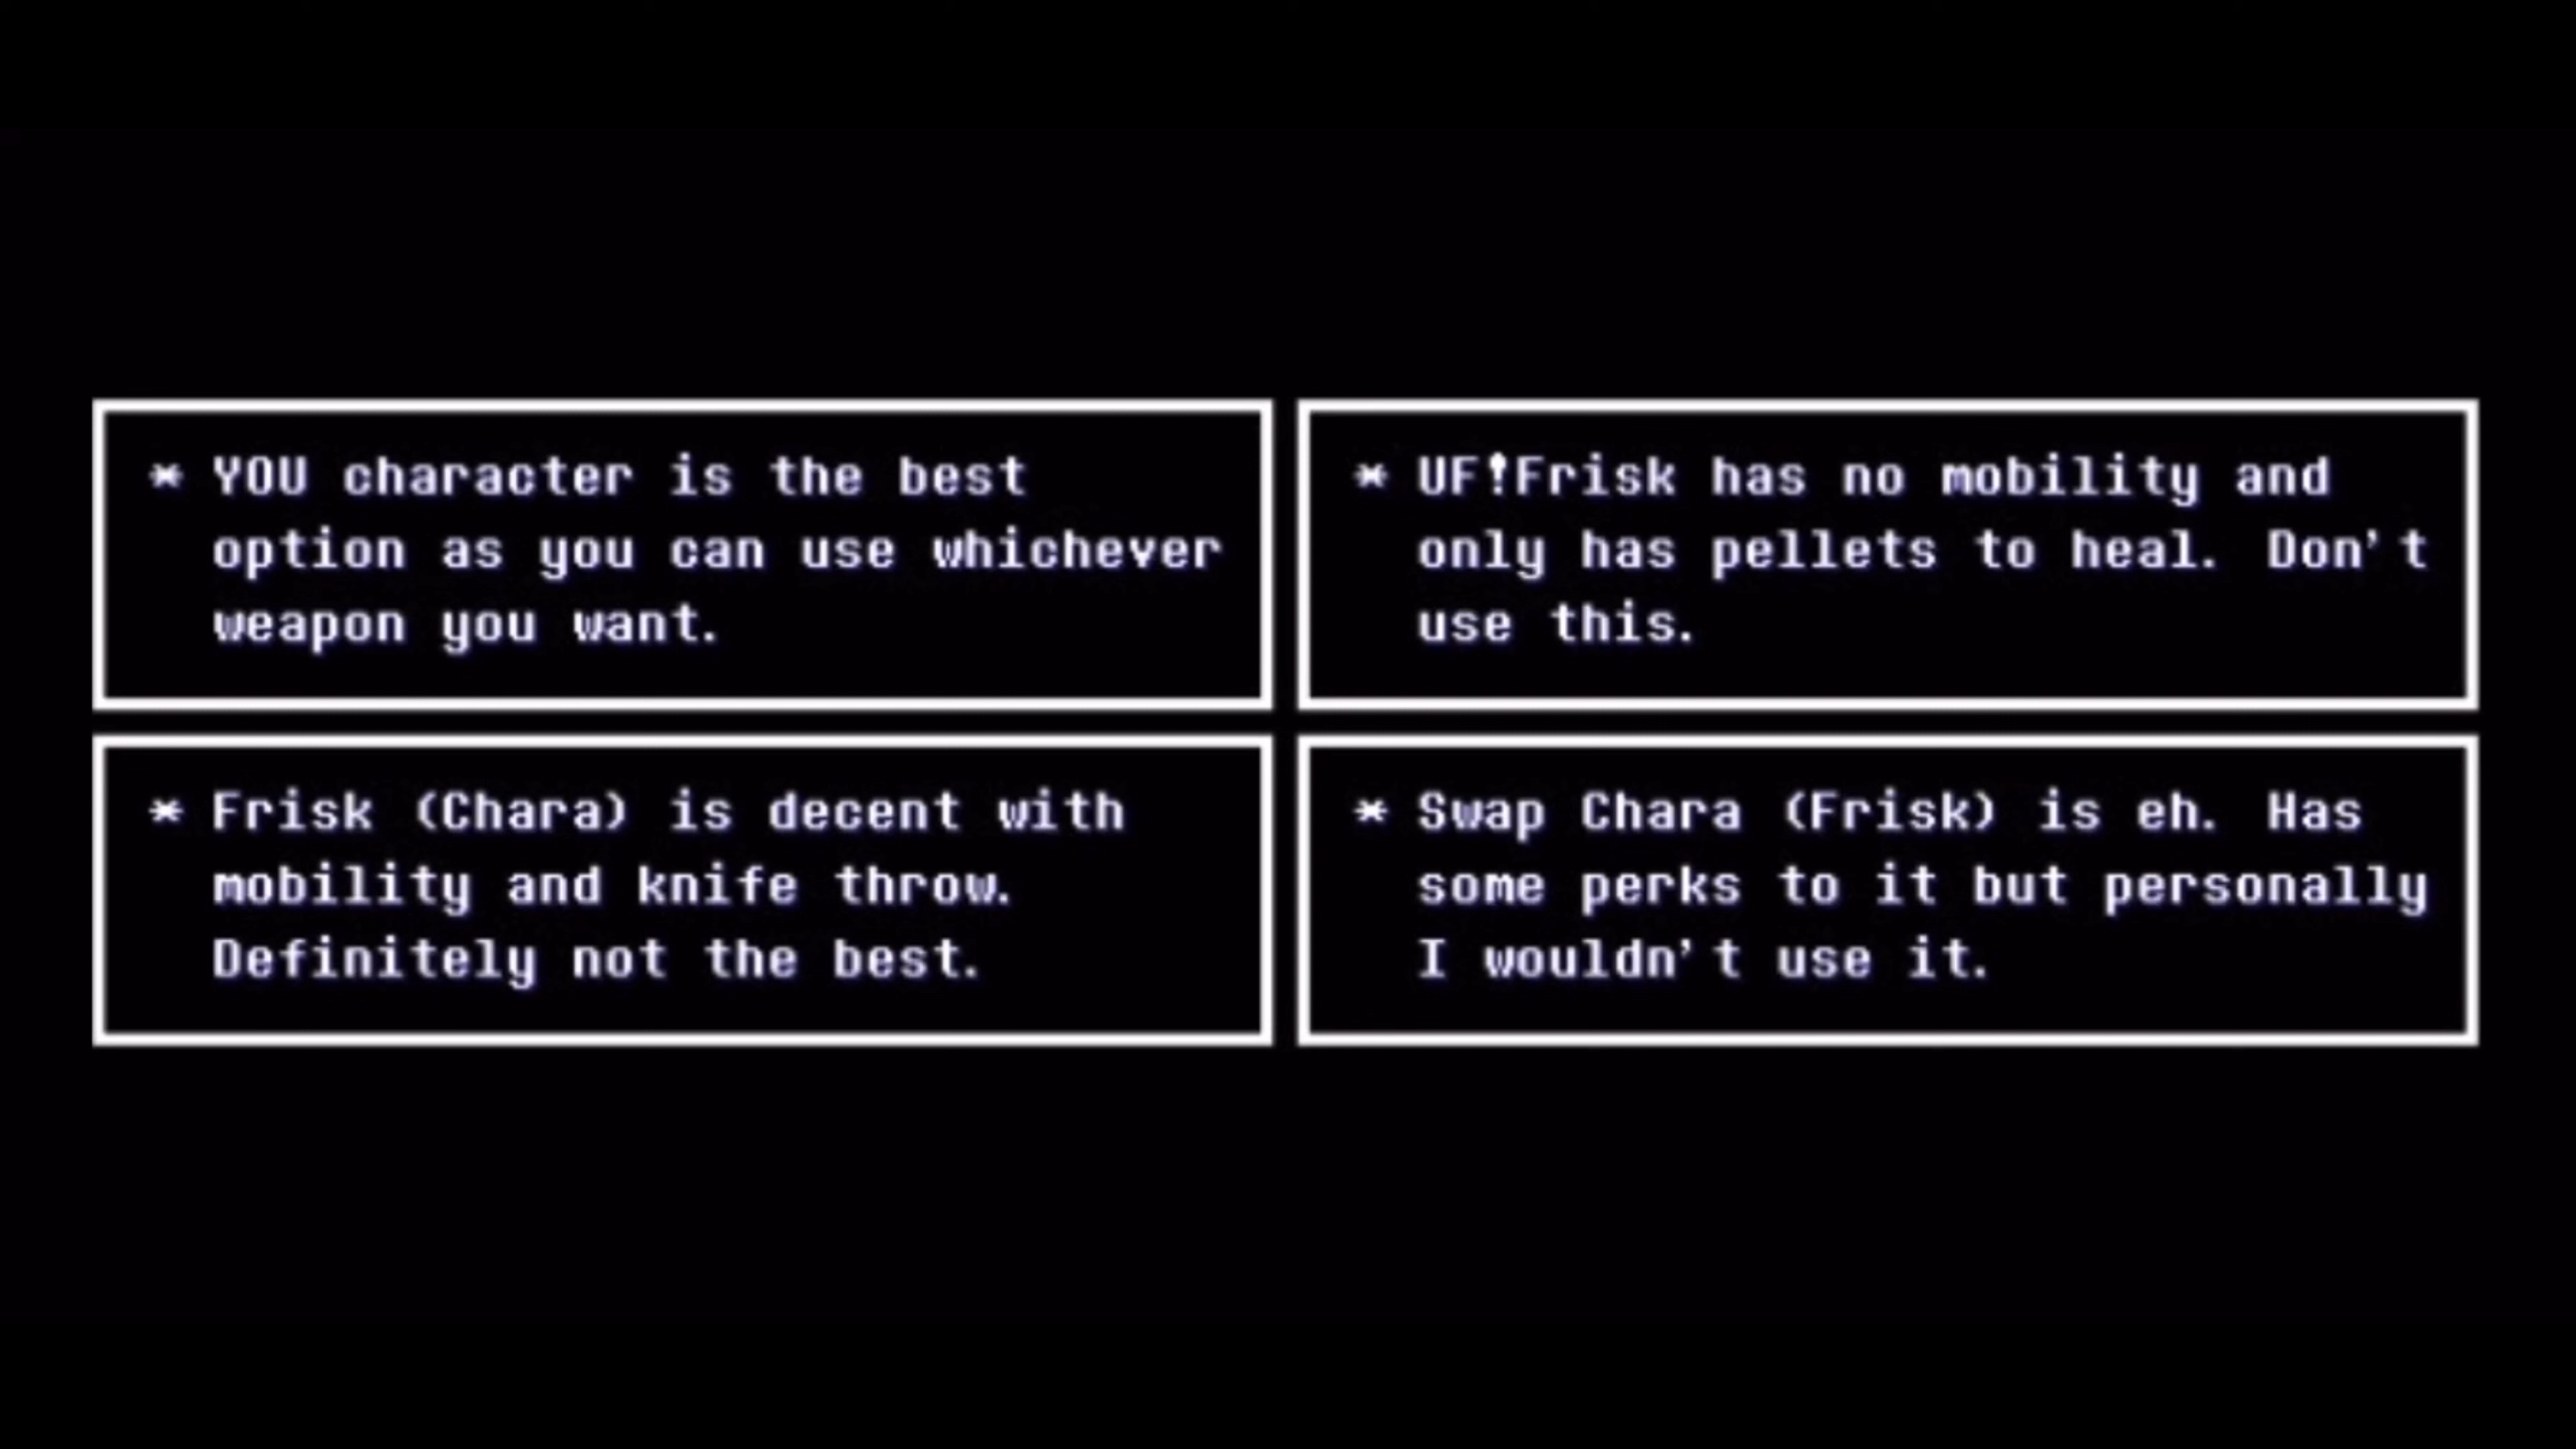 * YOU character is the best
option as you can use whichever
weapon you want.
* UF!Frisk has no mobility and
only has pellets to heal. Don't
use this.
* Frisk (Chara) is decent with
mobility and knife throw.
Definitely not the best.
* Swap Chara (Frisk) is eh. Has
some perks to it but personally
I wouldn't use it.